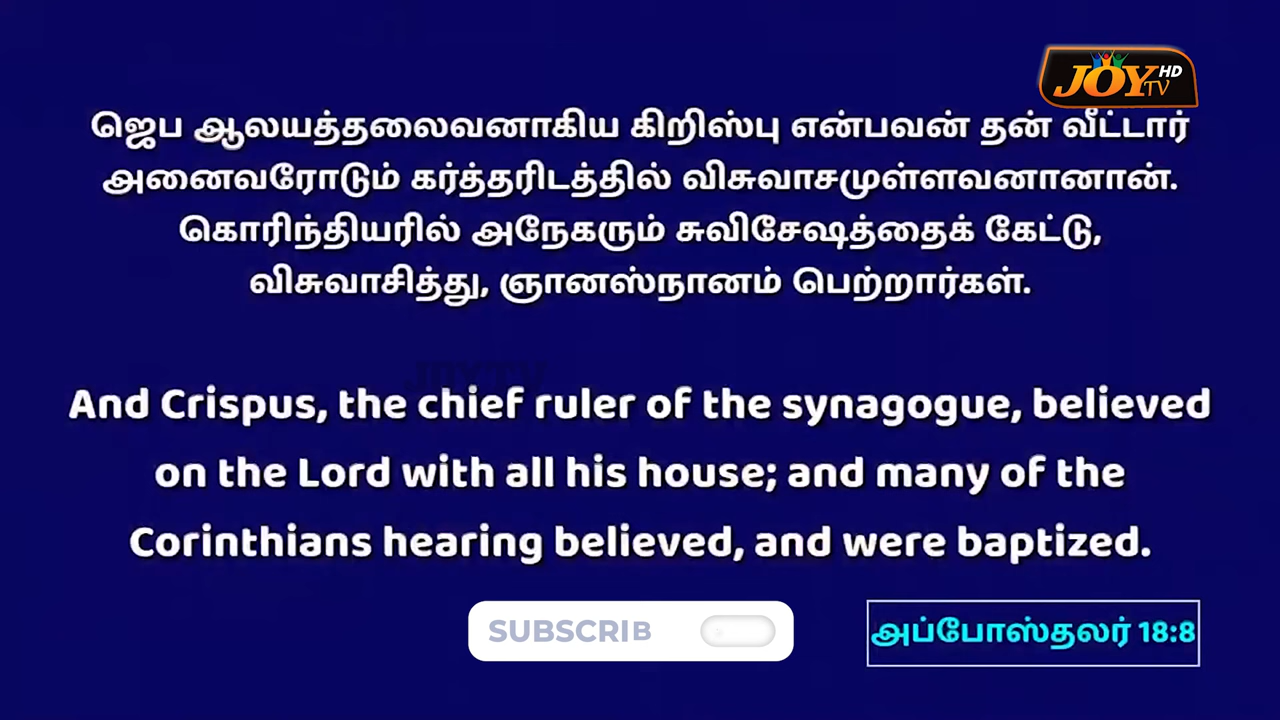 JOY HD TV
ஜெப ஆலயத்தலைவனாகிய கிறிஸ்பு என்பவன் தன் வீட்டார்
அனைவரோடும் கர்த்தரிடத்தில் விசுவாசமுள்ளவனானான்.
கொரிந்தியரில் அநேகரும் சுவிசேஷத்தைக் கேட்டு,
விசுவாசித்து, ஞானஸ்நானம் பெற்றார்கள்.
JOYTV
And Crispus, the chief ruler of the synagogue, believed
on the Lord with all his house; and many of the
Corinthians hearing believed, and were baptized.
SUBSCRIB
அப்போஸ்தலர் 18:8